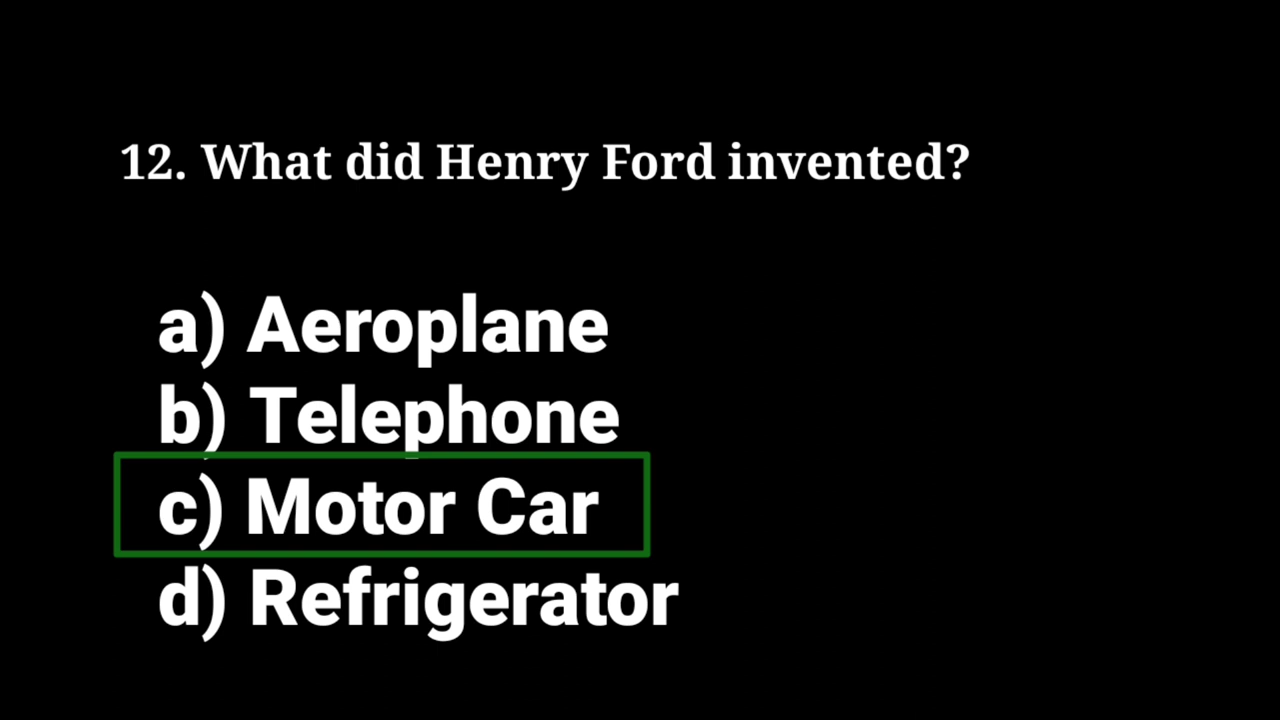 12. What did Henry Ford invented?
a) Aeroplane
b) Telephone
c) Motor Car
d) Refrigerator